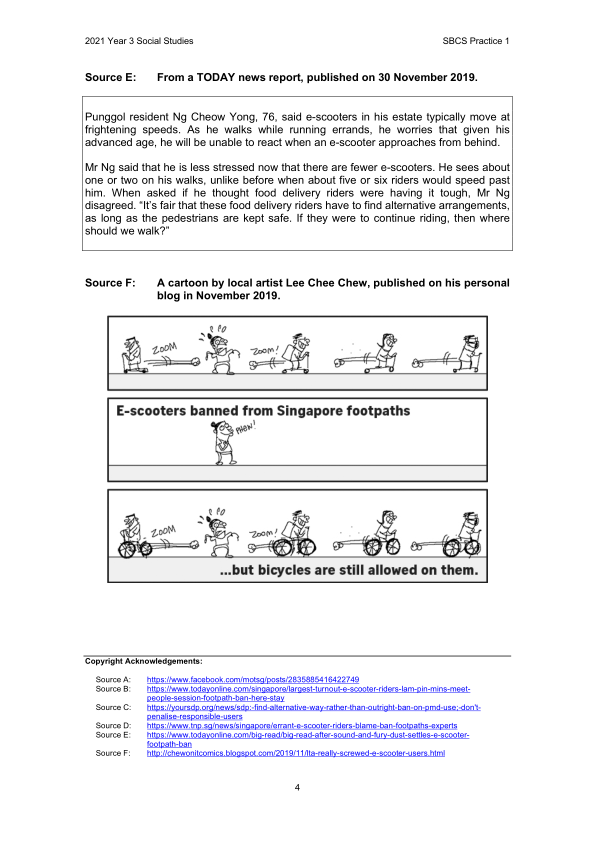 2021 Year 3 Social Studies SBCS Practice 1
Source E: From a TODAY news report, published on 30 November 2019.
Punggol resident Ng Cheow Yong, 76, said e-scooters in his estate typically move at
frightening speeds. As he walks while running errands, he worries that given his
advanced age, he will be unable to react when an e-scooter approaches from behind.
Mr Ng said that he is less stressed now that there are fewer e-scooters. He sees about
one or two on his walks, unlike before when about five or six riders would speed past
him. When asked if he thought food delivery riders were having it tough, Mr Ng
disagreed. “It’s fair that these food delivery riders have to find alternative arrangements,
as long as the pedestrians are kept safe. If they were to continue riding, then where
should we walk?”
Source F: A cartoon by local artist Lee Chee Chew, published on his personal
blog in November 2019.
ZOOM
ZOOM!
E-scooters banned from Singapore footpaths
PHEW!
ZOOM
ZOOM!
...but bicycles are still allowed on them.
Copyright Acknowledgements:
Source A: https://www.facebook.com/motsg/posts/2835885416422749
Source B: https://www.todayonline.com/singapore/largest-turnout-e-scooter-riders-lam-pin-mins-meet-
people-session-footpath-ban-here-stay
Source C: https://yoursdp.org/news/sdp:-find-alternative-way-rather-than-outright-ban-on-pmd-use;-don't-
penalise-responsible-users
Source D: https://www.tnp.sg/news/singapore/errant-e-scooter-riders-blame-ban-footpaths-experts
Source E: https://www.todayonline.com/big-read/big-read-after-sound-and-fury-dust-settles-e-scooter-
footpath-ban
Source F: http://chewonitcomics.blogspot.com/2019/11/lta-really-screwed-e-scooter-users.html
4